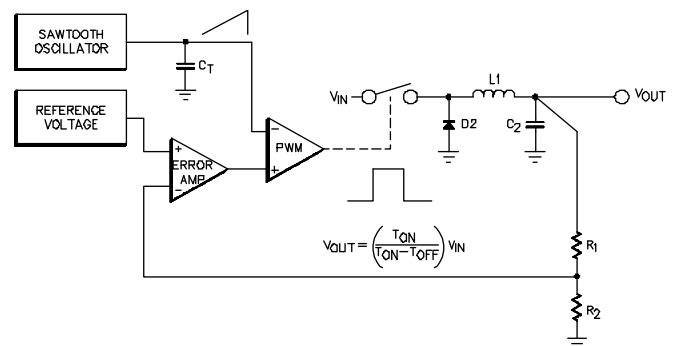 SAWTOOTH
OSCILLATOR
CT
REFERENCE
VOLTAGE
+
ERROR
AMP
−
−
PWM
+
VIN
L1
VOUT
D2
C2
VOUT = (TON / TON−TOFF) VIN
R1
R2